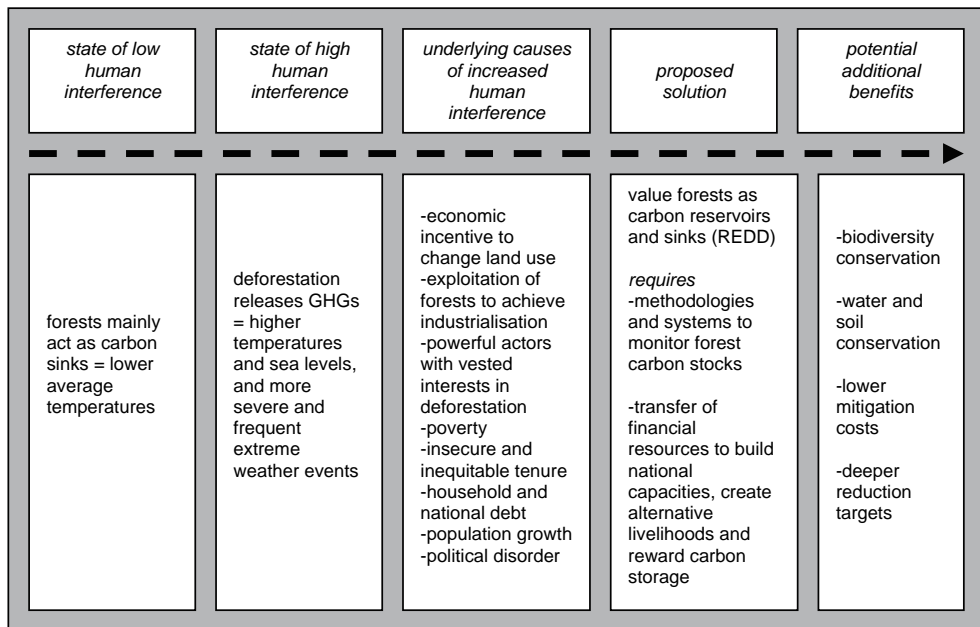 state of low
human
interference
state of high
human
interference
underlying causes
of increased
human
interference
proposed
solution
potential
additional
benefits
forests mainly
act as carbon
sinks = lower
average
temperatures
deforestation
releases GHGs
= higher
temperatures
and sea levels,
and more
severe and
frequent
extreme
weather events
-economic
incentive to
change land use
-exploitation of
forests to achieve
industrialisation
-powerful actors
with vested
interests in
deforestation
-poverty
-insecure and
inequitable tenure
-household and
national debt
-population growth
-political disorder
value forests as
carbon reservoirs
and sinks (REDD)
requires
-methodologies
and systems to
monitor forest
carbon stocks
-transfer of
financial
resources to build
national
capacities, create
alternative
livelihoods and
reward carbon
storage
-biodiversity
conservation
-water and
soil
conservation
-lower
mitigation
costs
-deeper
reduction
targets